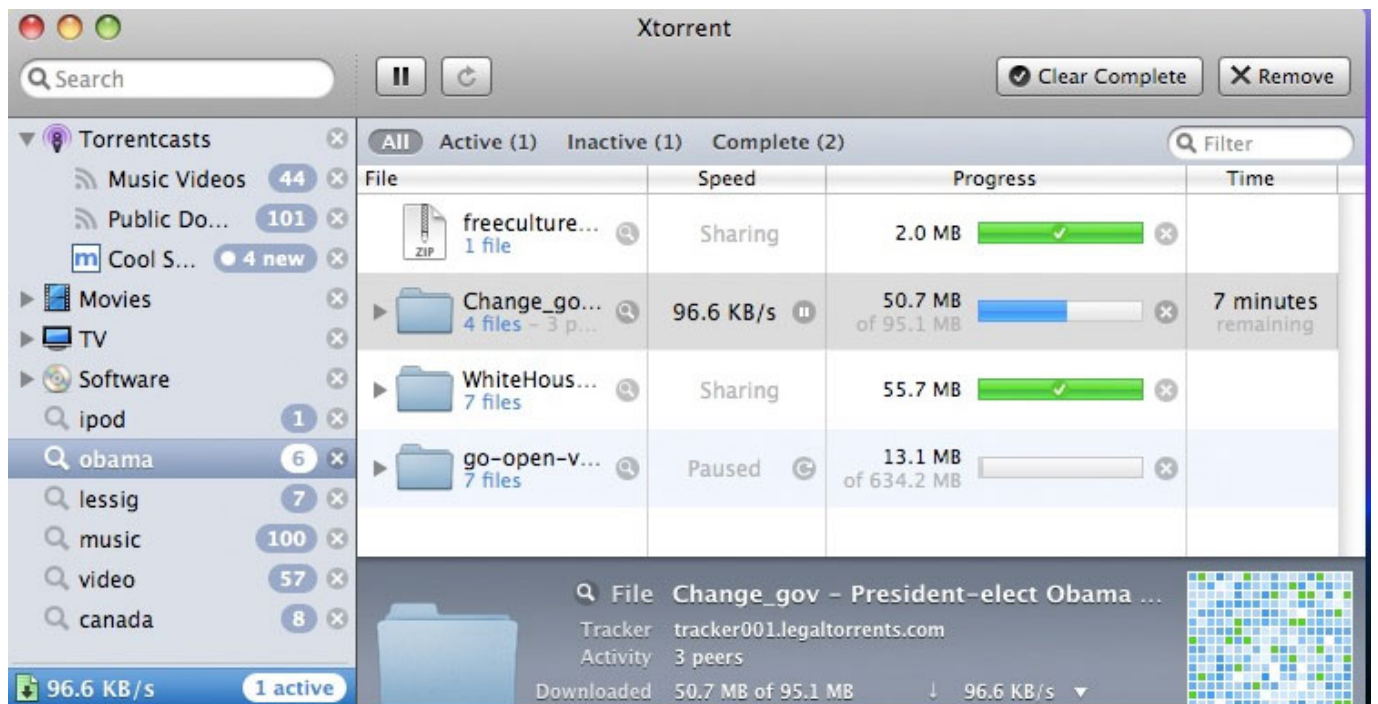 Xtorrent
Search
Clear Complete
Remove
Torrentcasts
Music Videos 44
Public Do... 101
m Cool S... 4 new
Movies
TV
Software
ipod 1
obama 6
lessig 7
music 100
video 57
canada 8
96.6 KB/s 1 active
All Active (1) Inactive (1) Complete (2) Filter
File Speed Progress Time
ZIP
freeculture... Sharing 2.0 MB
1 file
Change_go... 96.6 KB/s 50.7 MB 7 minutes
4 files – 3 p... of 95.1 MB remaining
WhiteHous... Sharing 55.7 MB
7 files
go-open-v... Paused 13.1 MB
7 files of 634.2 MB
File Change_gov – President-elect Obama ...
Tracker tracker001.legaltorrents.com
Activity 3 peers
Downloaded 50.7 MB of 95.1 MB ↓ 96.6 KB/s